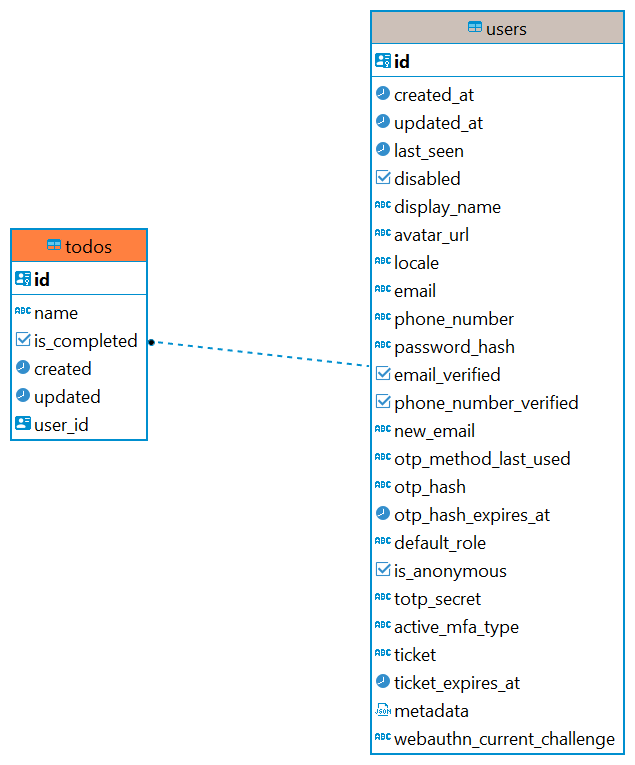 todos
id
name
is_completed
created
updated
user_id
users
id
created_at
updated_at
last_seen
disabled
ABC display_name
ABC avatar_url
ABC locale
ABC email
ABC phone_number
ABC password_hash
email_verified
phone_number_verified
ABC new_email
ABC otp_method_last_used
ABC otp_hash
otp_hash_expires_at
ABC default_role
is_anonymous
ABC totp_secret
ABC active_mfa_type
ABC ticket
ticket_expires_at
JSON metadata
ABC webauthn_current_challenge